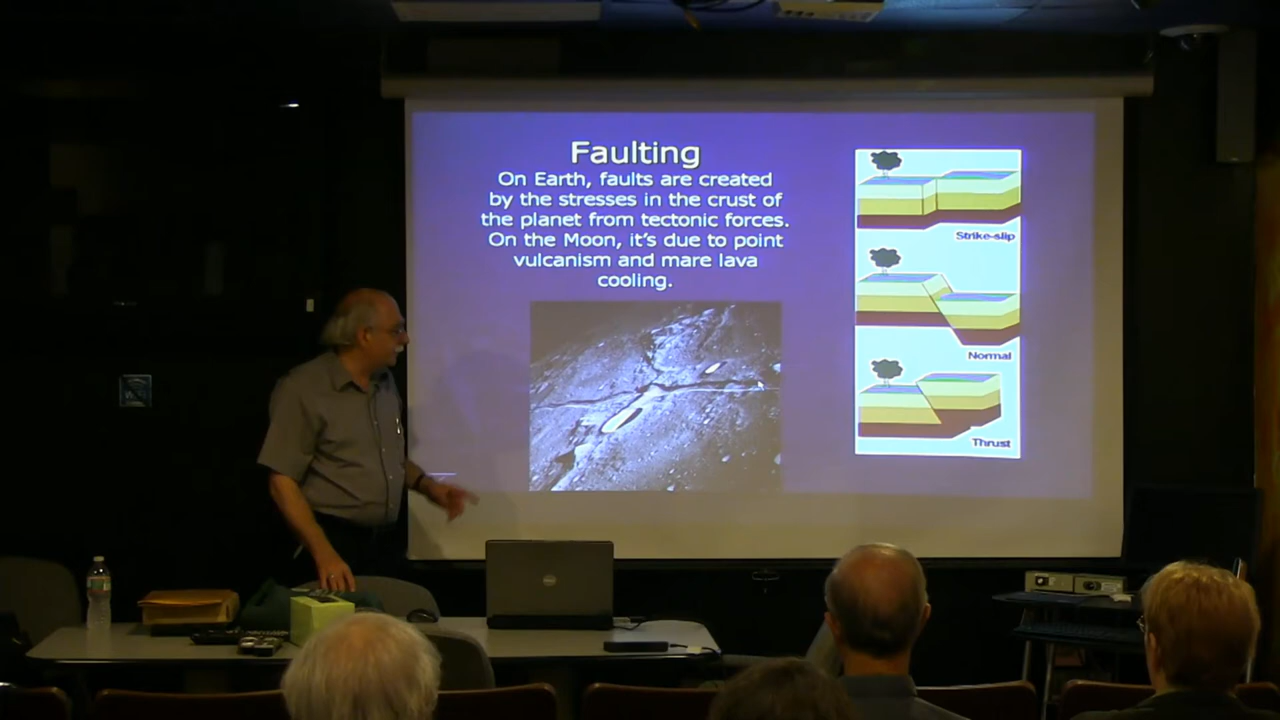 Faulting
On Earth, faults are created
by the stresses in the crust of
the planet from tectonic forces.
On the Moon, it's due to point
vulcanism and mare lava
cooling.
Strike-slip
Normal
Thrust